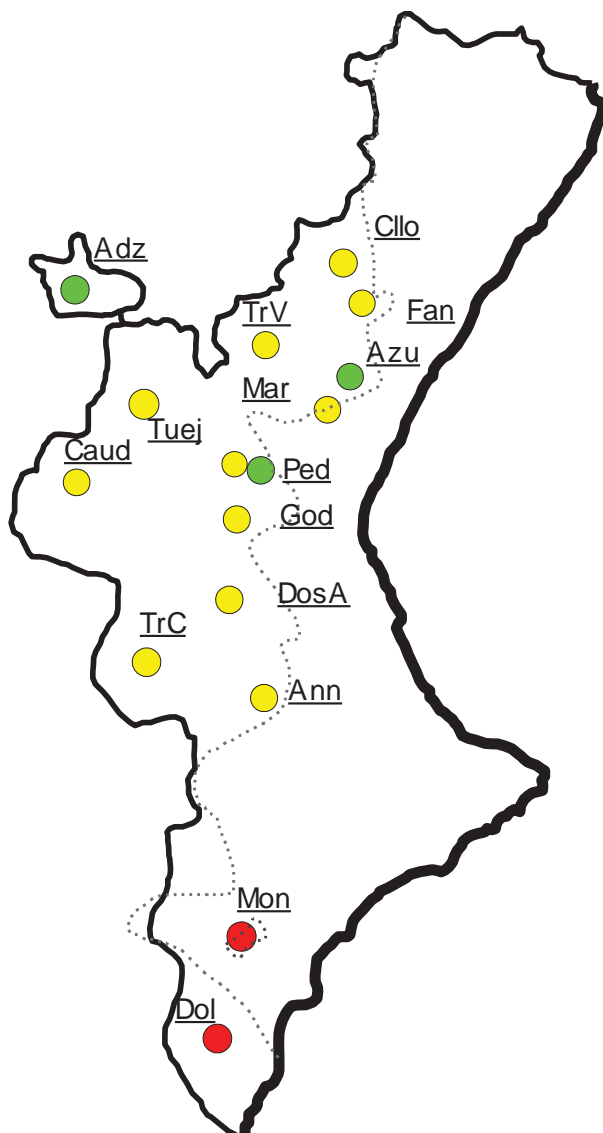 Cllo
Adz
Fan
TrV
Azu
Mar
Tuej
Caud
Ped
God
DosA
TrC
Ann
Mon
Dol